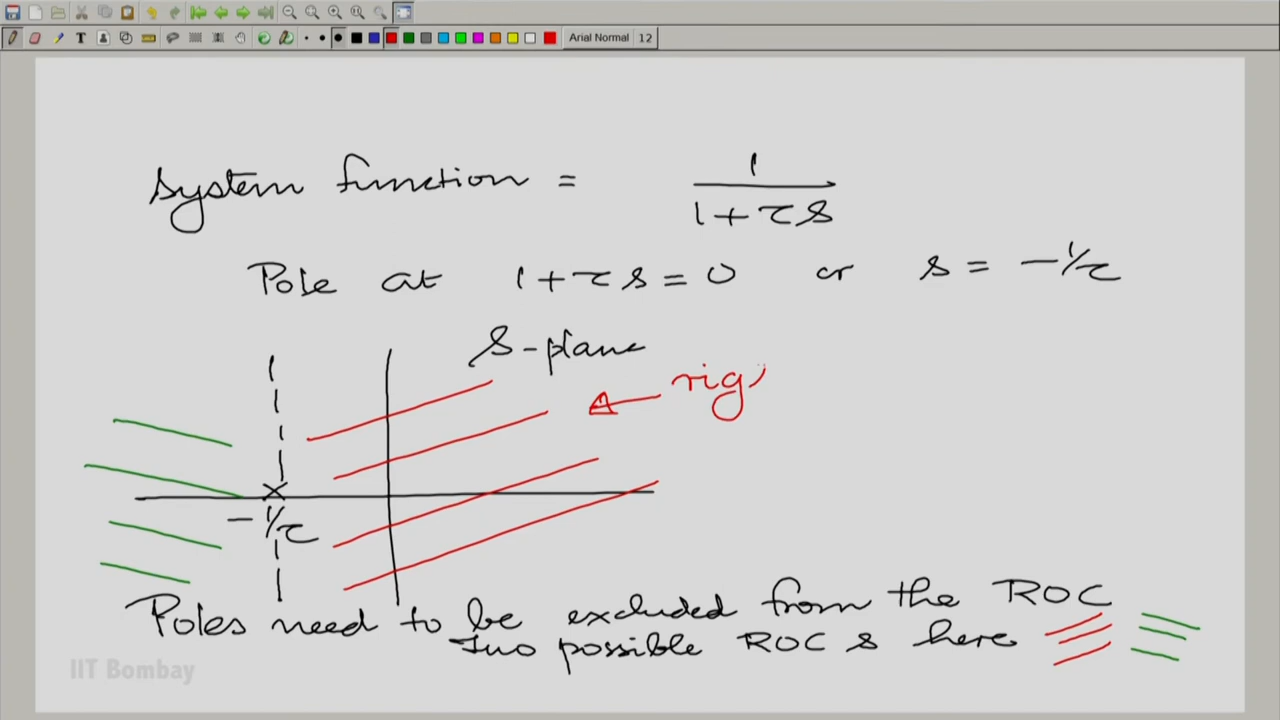 Arial Normal 12
System function = 1 / (1 + τs)
Pole at 1 + τs = 0 or s = -1/τ
s-plane
rig
-1/τ
Poles need to be excluded from the ROC
Two possible ROC s here
IIT Bombay